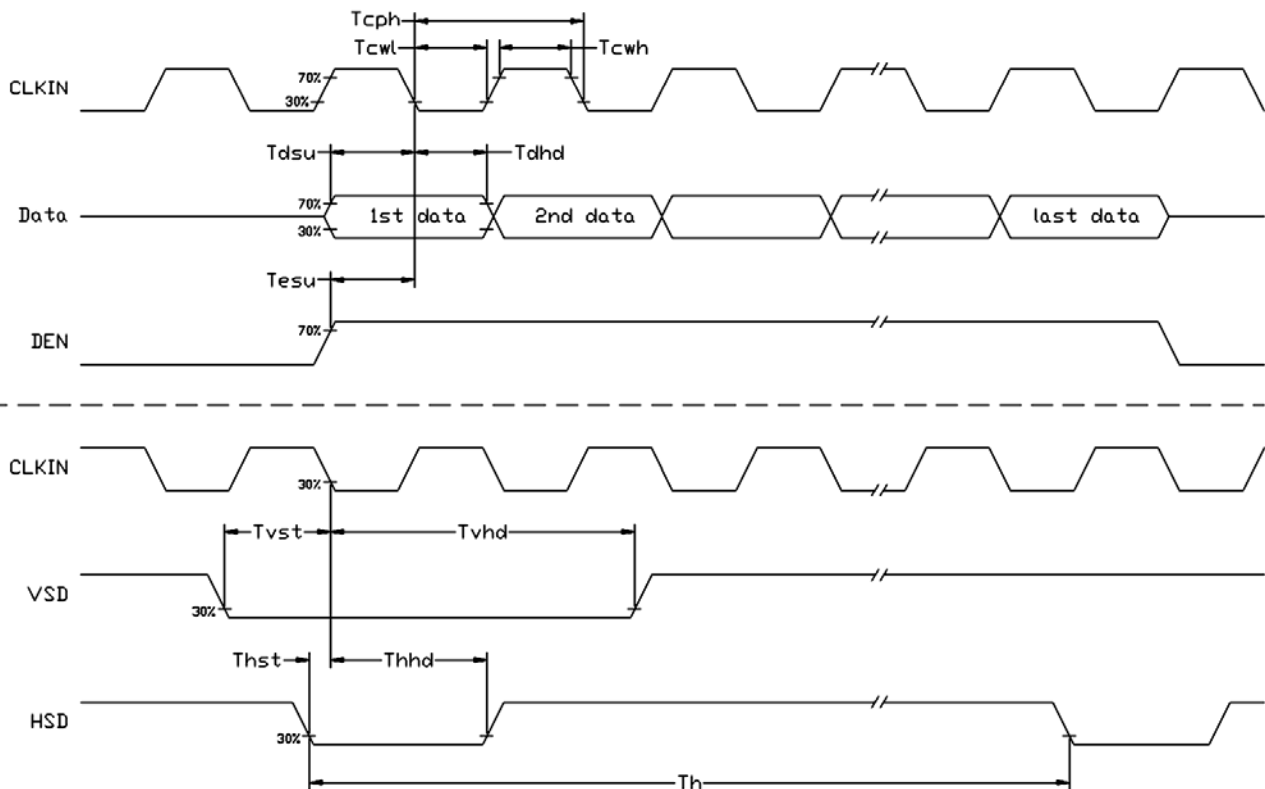 Tcph
Tcwl Tcwh
CLKIN 70%
30%
Tdsu Tdhd
Data 70% 1st data 2nd data last data
30%
Tesu
DEN 70%
CLKIN 30%
Tvst Tvhd
VSD 30%
Thst Thhd
HSD 30%
Th